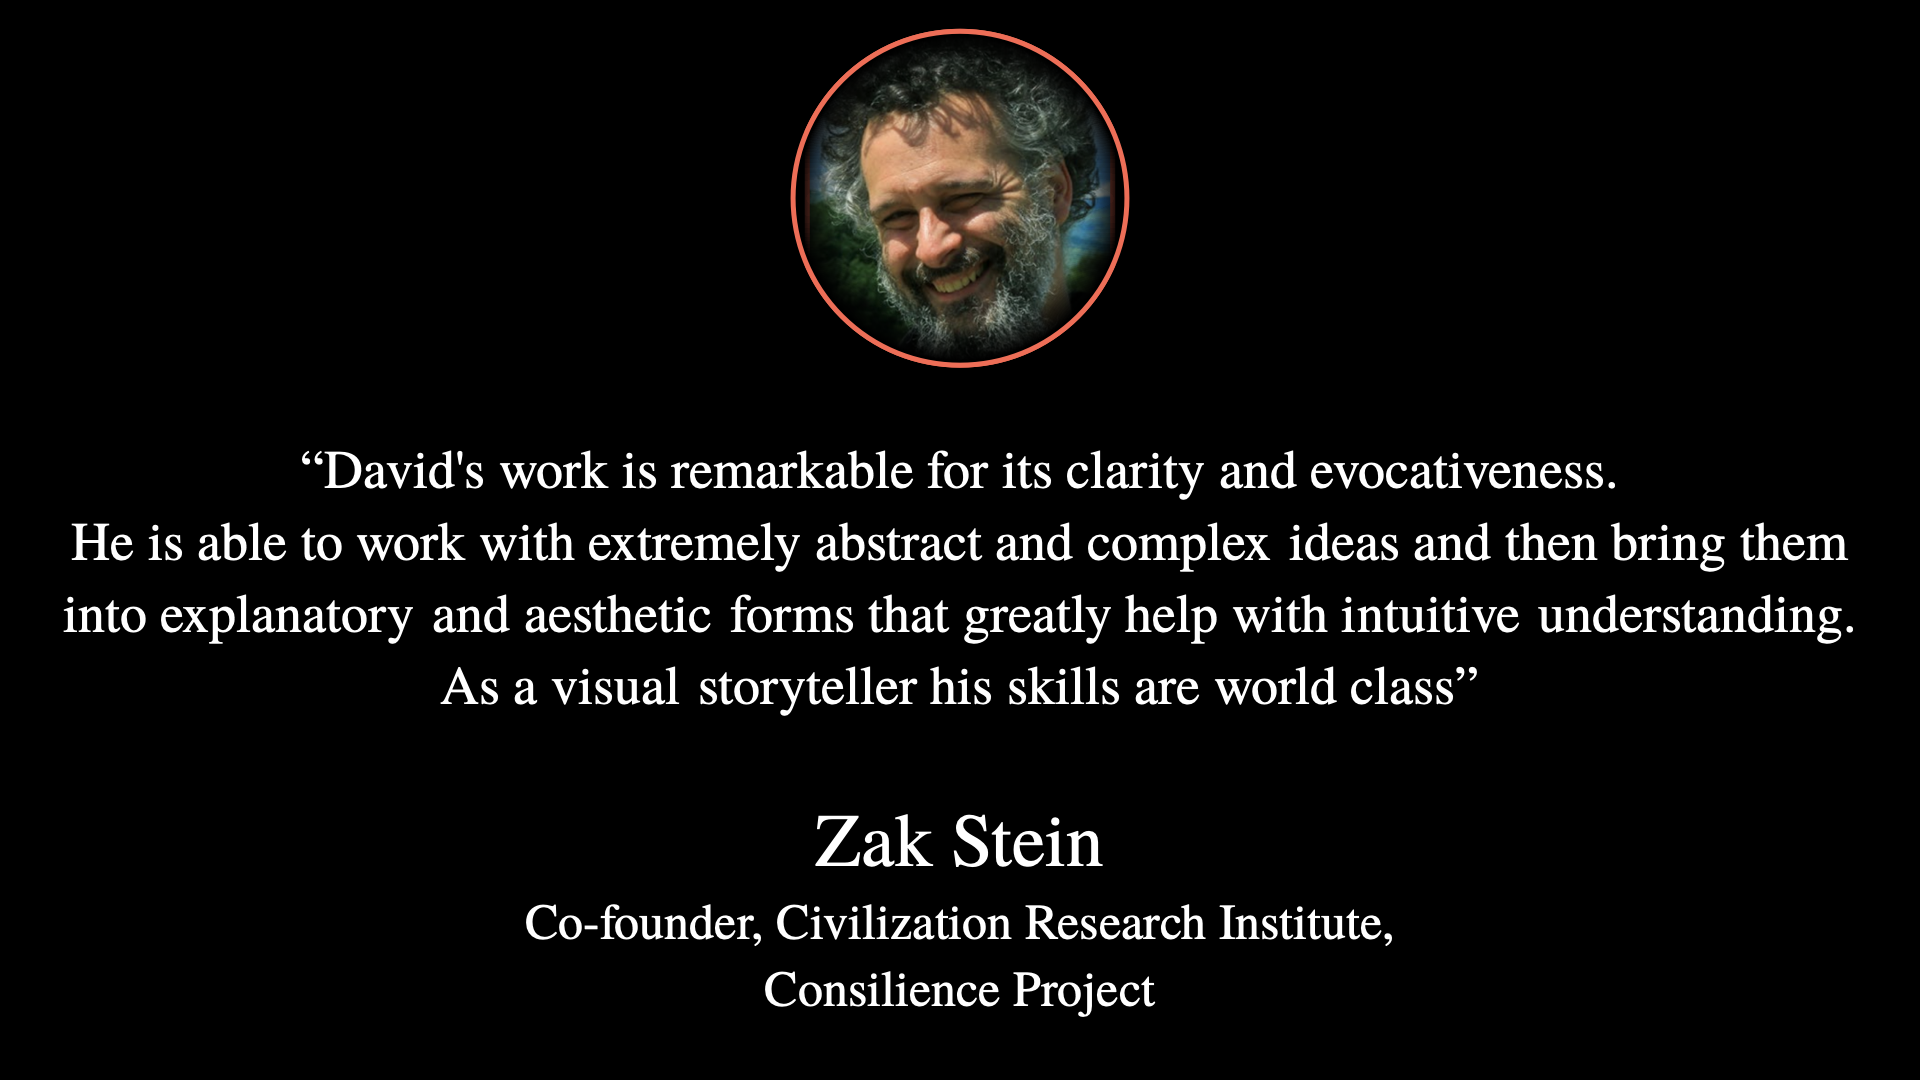 “David's work is remarkable for its clarity and evocativeness.
He is able to work with extremely abstract and complex ideas and then bring them
into explanatory and aesthetic forms that greatly help with intuitive understanding.
As a visual storyteller his skills are world class”
Zak Stein
Co-founder, Civilization Research Institute,
Consilience Project